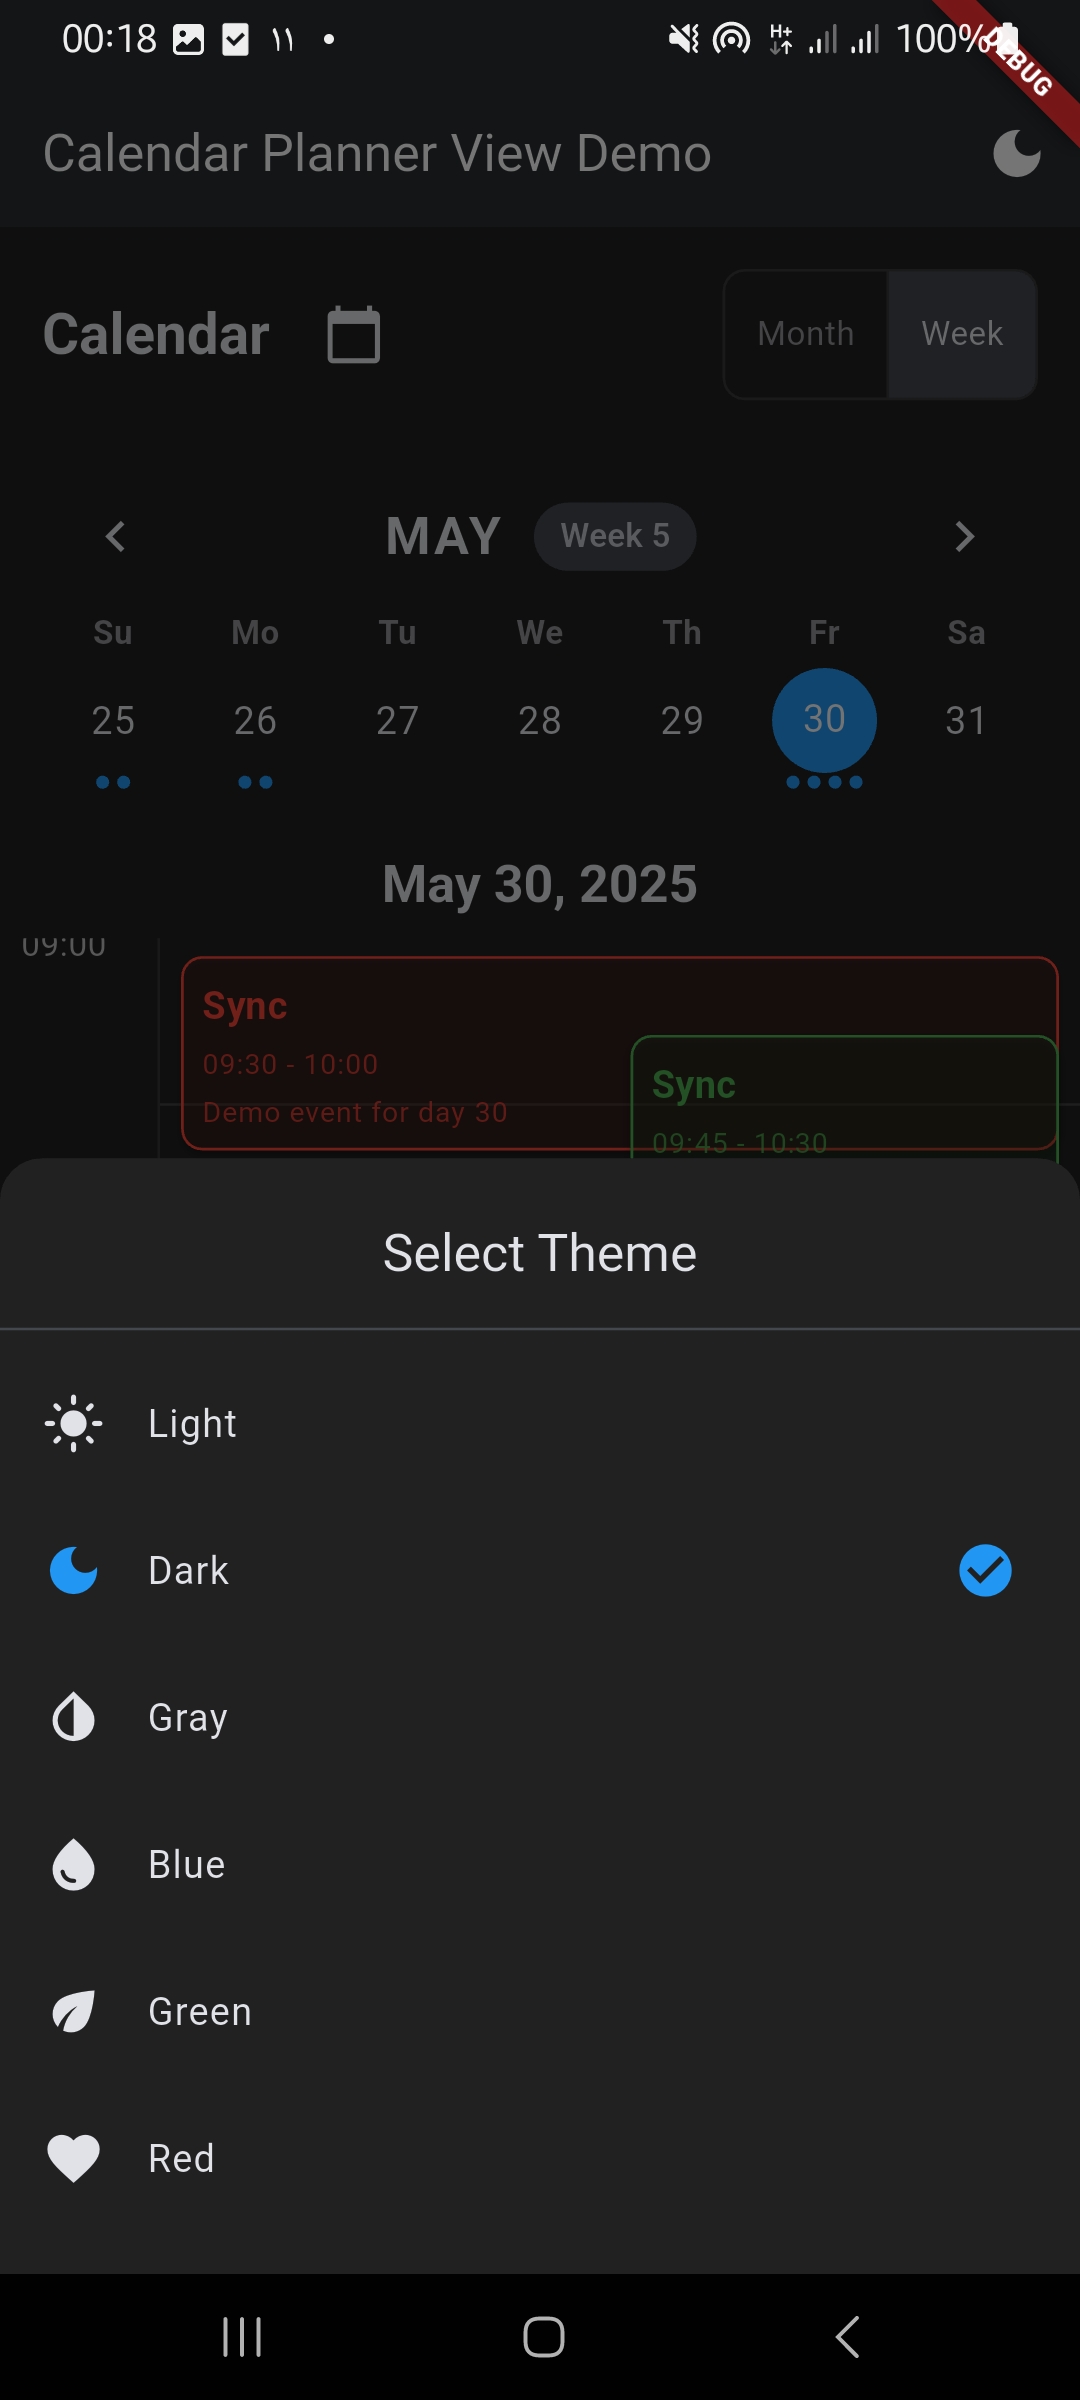 00:18 ١١ H+ 100%
DEBUG
Calendar Planner View Demo
Calendar Month Week
MAY Week 5
Su Mo Tu We Th Fr Sa
25 26 27 28 29 30 31
May 30, 2025
09:00
Sync
09:30 - 10:00
Demo event for day 30
Sync
09:45 - 10:30
Select Theme
Light
Dark
Gray
Blue
Green
Red